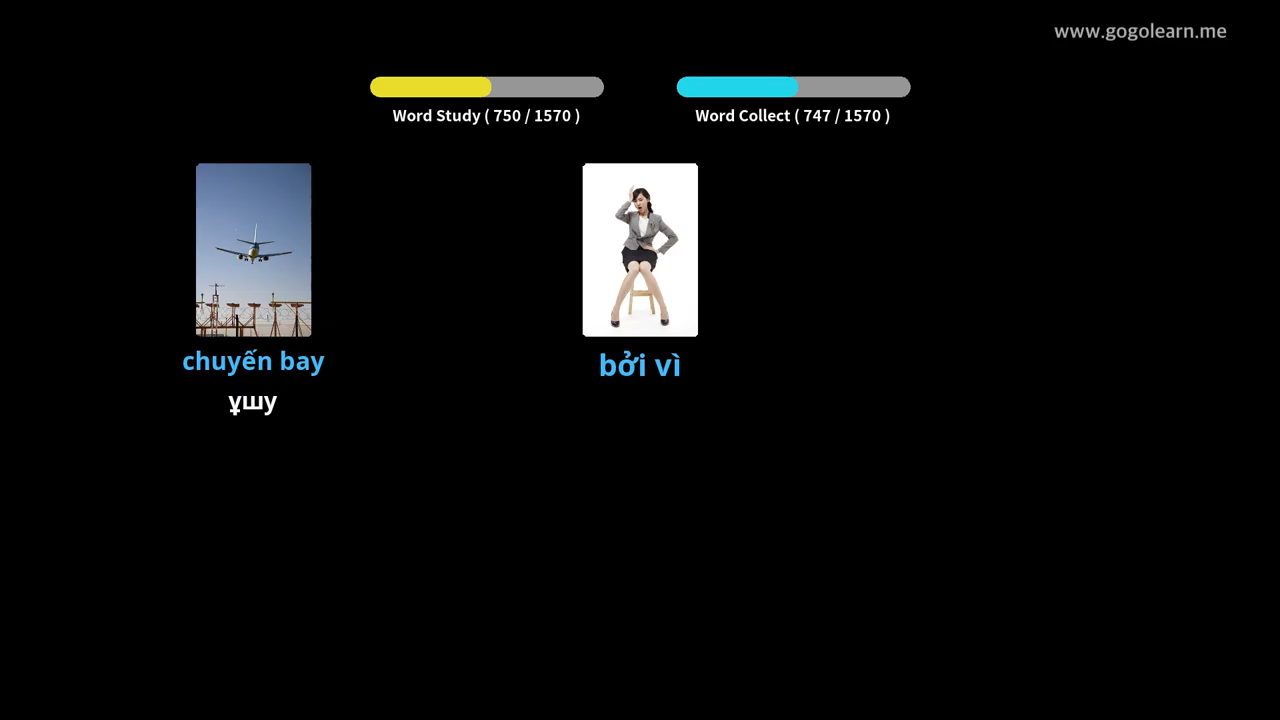 www.gogolearn.me
Word Study ( 750 / 1570 )
Word Collect ( 747 / 1570 )
chuyến bay
ұшу
bởi vì